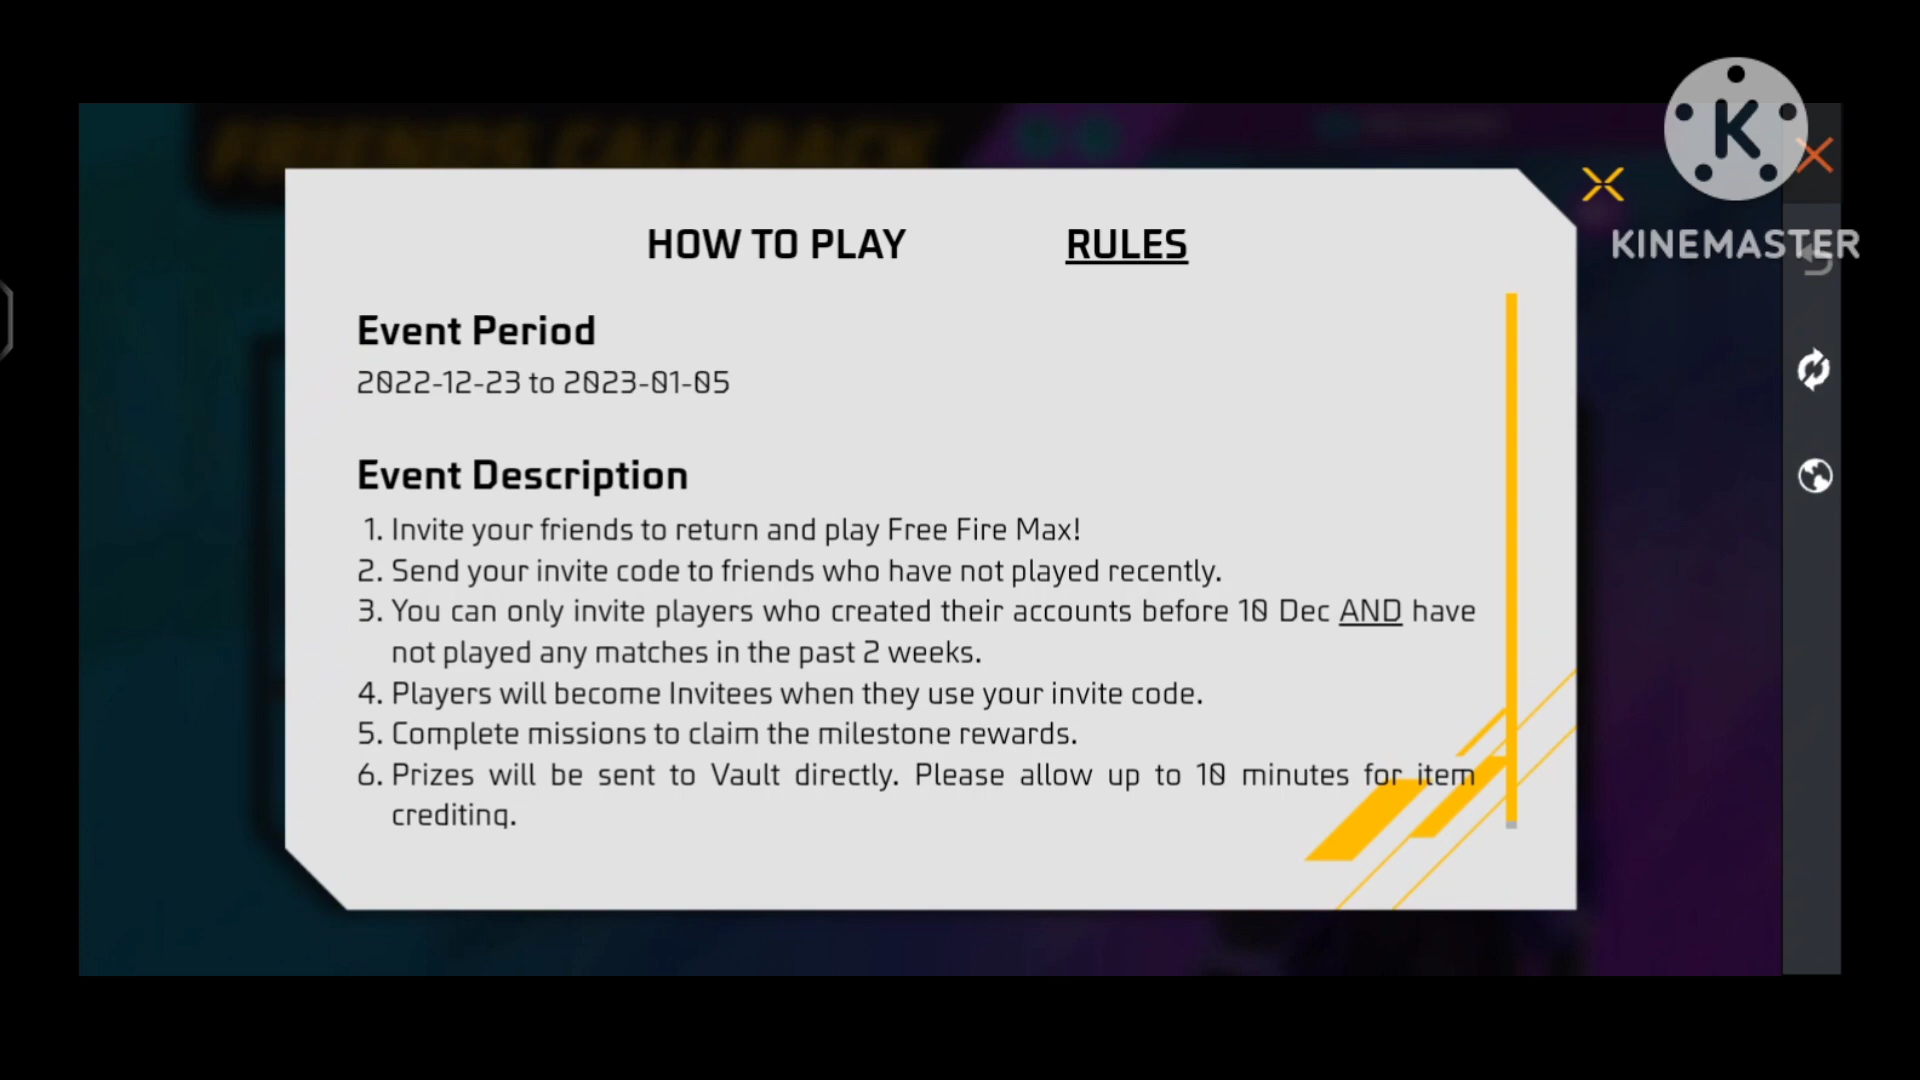 FRIENDS CALLBACK
K
KINEMASTER
HOW TO PLAY
RULES
Event Period
2022-12-23 to 2023-01-05
Event Description
1. Invite your friends to return and play Free Fire Max!
2. Send your invite code to friends who have not played recently.
3. You can only invite players who created their accounts before 10 Dec AND have
not played any matches in the past 2 weeks.
4. Players will become Invitees when they use your invite code.
5. Complete missions to claim the milestone rewards.
6. Prizes will be sent to Vault directly. Please allow up to 10 minutes for item
crediting.